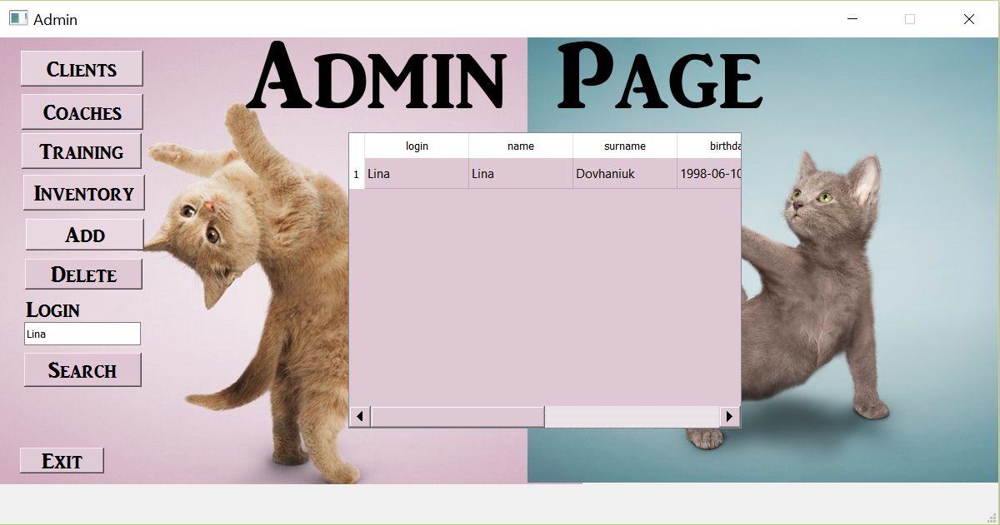 Admin
ADMIN PAGE
CLIENTS
COACHES
TRAINING
INVENTORY
ADD
DELETE
LOGIN
Lina
SEARCH
EXIT
login name surname birthda
1 Lina Lina Dovhaniuk 1998-06-10